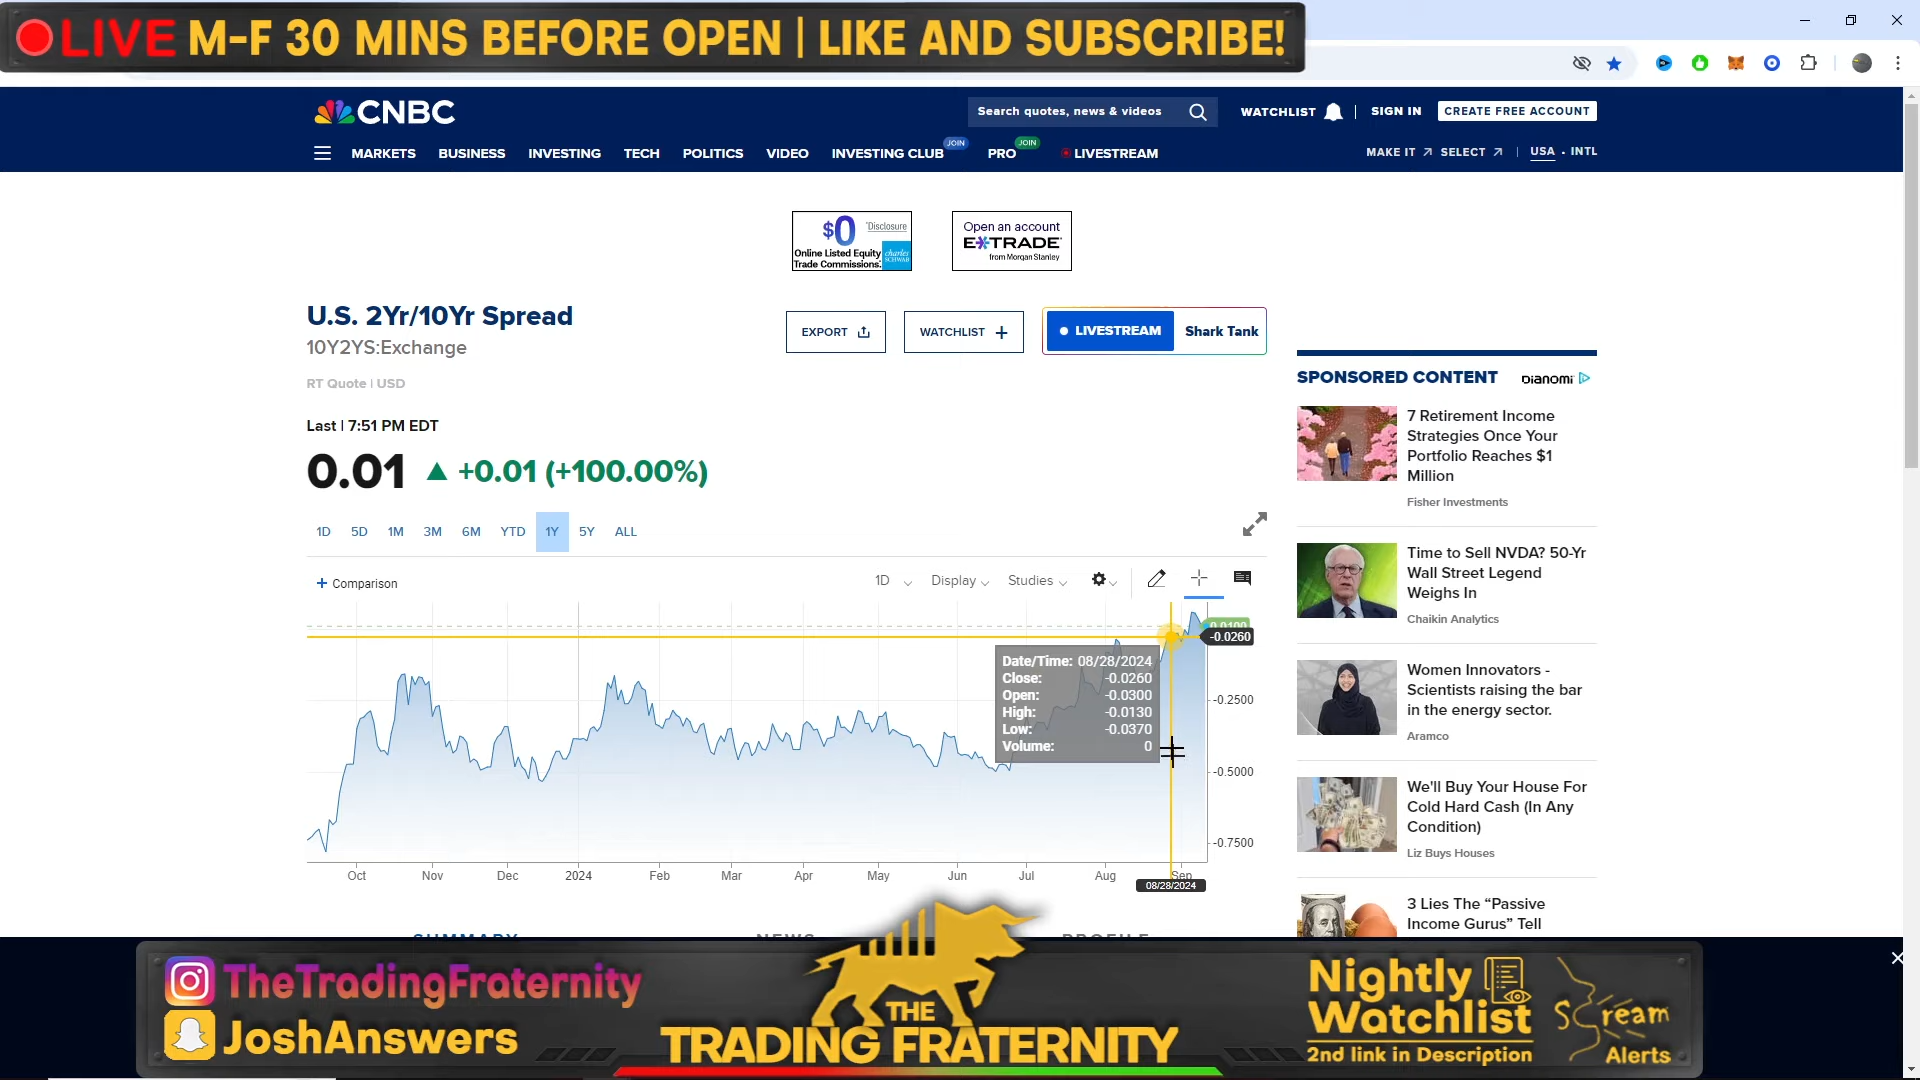 LIVE M-F 30 MINS BEFORE OPEN | LIKE AND SUBSCRIBE!
CNBC
Search quotes, news & videos
WATCHLIST
SIGN IN
CREATE FREE ACCOUNT
MARKETS BUSINESS INVESTING TECH POLITICS VIDEO INVESTING CLUB JOIN PRO JOIN LIVESTREAM
MAKE IT SELECT | USA • INTL
$0 *Disclosure
Online Listed Equity
Trade Commissions.
charles
SCHWAB
Open an account
E*TRADE
from Morgan Stanley
U.S. 2Yr/10Yr Spread
10Y2YS:Exchange
RT Quote | USD
EXPORT
WATCHLIST +
LIVESTREAM
Shark Tank
Last | 7:51 PM EDT
0.01 +0.01 (+100.00%)
1D 5D 1M 3M 6M YTD 1Y 5Y ALL
+ Comparison
1D Display Studies
0.0100
-0.0260
Date/Time: 08/28/2024
Close: -0.0260
Open: -0.0300
High: -0.0130
Low: -0.0370
Volume: 0
-0.2500
-0.5000
-0.7500
Oct Nov Dec 2024 Feb Mar Apr May Jun Jul Aug Sep
08/28/2024
SUMMARY NEWS PROFILE
SPONSORED CONTENT
DIANOMI
7 Retirement Income
Strategies Once Your
Portfolio Reaches $1
Million
Fisher Investments
Time to Sell NVDA? 50-Yr
Wall Street Legend
Weighs In
Chaikin Analytics
Women Innovators -
Scientists raising the bar
in the energy sector.
Aramco
We'll Buy Your House For
Cold Hard Cash (In Any
Condition)
Liz Buys Houses
3 Lies The “Passive
Income Gurus” Tell
TheTradingFraternity
JoshAnswers
THE
TRADING FRATERNITY
Nightly
Watchlist
2nd link in Description
Scream
Alerts